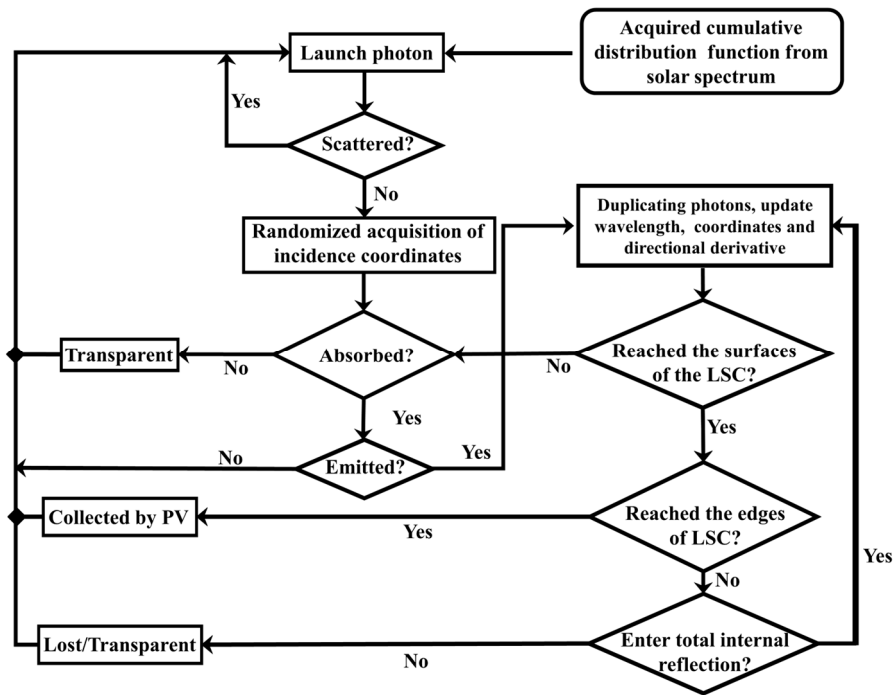 Acquired cumulative
distribution function from
solar spectrum
Launch photon
Yes
Scattered?
No
Randomized acquisition of
incidence coordinates
Duplicating photons, update
wavelength, coordinates and
directional derivative
Transparent
No
Absorbed?
No
Reached the surfaces
of the LSC?
Yes
Yes
No
Emitted?
Yes
Collected by PV
Yes
Reached the edges
of LSC?
Yes
No
Lost/Transparent
No
Enter total internal
reflection?